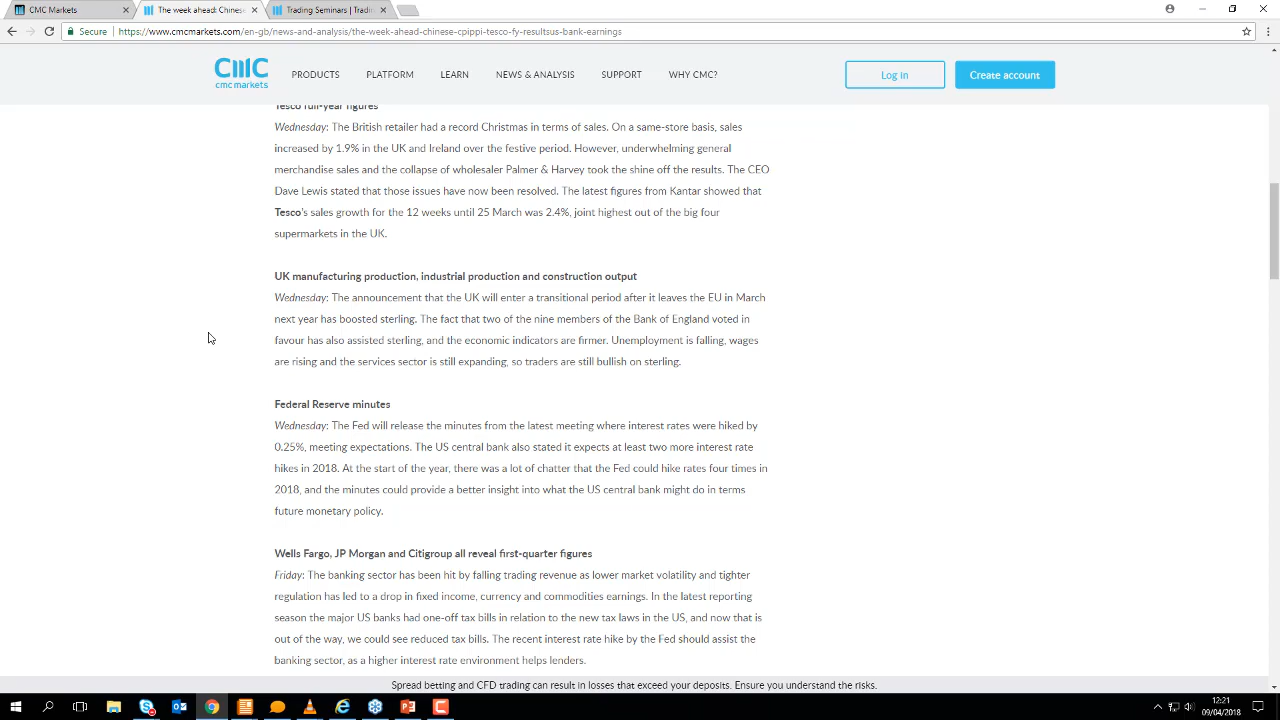 CMC Markets
The week ahead: Chines
Trading Seminars | Tradi
Secure
https://www.cmcmarkets.com/en-gb/news-and-analysis/the-week-ahead-chinese-cpippi-tesco-fy-resultsus-bank-earnings
cmc markets
PRODUCTS
PLATFORM
LEARN
NEWS & ANALYSIS
SUPPORT
WHY CMC?
Log in
Create account
Tesco full-year figures
Wednesday: The British retailer had a record Christmas in terms of sales. On a same-store basis, sales
increased by 1.9% in the UK and Ireland over the festive period. However, underwhelming general
merchandise sales and the collapse of wholesaler Palmer & Harvey took the shine off the results. The CEO
Dave Lewis stated that those issues have now been resolved. The latest figures from Kantar showed that
Tesco's sales growth for the 12 weeks until 25 March was 2.4%, joint highest out of the big four
supermarkets in the UK.
UK manufacturing production, industrial production and construction output
Wednesday: The announcement that the UK will enter a transitional period after it leaves the EU in March
next year has boosted sterling. The fact that two of the nine members of the Bank of England voted in
favour has also assisted sterling, and the economic indicators are firmer. Unemployment is falling, wages
are rising and the services sector is still expanding, so traders are still bullish on sterling.
Federal Reserve minutes
Wednesday: The Fed will release the minutes from the latest meeting where interest rates were hiked by
0.25%, meeting expectations. The US central bank also stated it expects at least two more interest rate
hikes in 2018. At the start of the year, there was a lot of chatter that the Fed could hike rates four times in
2018, and the minutes could provide a better insight into what the US central bank might do in terms
future monetary policy.
Wells Fargo, JP Morgan and Citigroup all reveal first-quarter figures
Friday: The banking sector has been hit by falling trading revenue as lower market volatility and tighter
regulation has led to a drop in fixed income, currency and commodities earnings. In the latest reporting
season the major US banks had one-off tax bills in relation to the new tax laws in the US, and now that is
out of the way, we could see reduced tax bills. The recent interest rate hike by the Fed should assist the
banking sector, as a higher interest rate environment helps lenders.
Spread betting and CFD trading can result in losses that exceed your deposits. Ensure you understand the risks.
12:21
09/04/2018